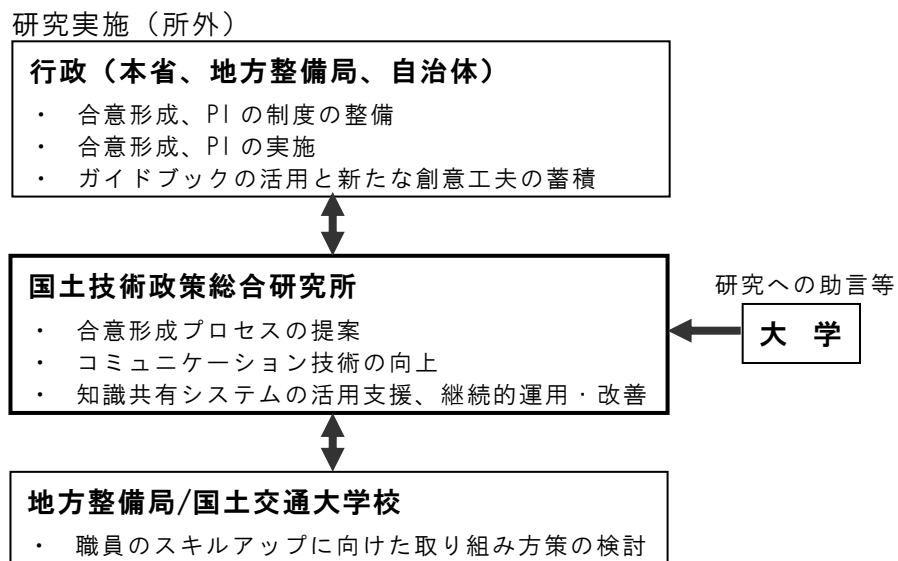 研究実施（所外）
行政（本省、地方整備局、自治体）
・ 合意形成、PIの制度の整備
・ 合意形成、PIの実施
・ ガイドブックの活用と新たな創意工夫の蓄積
国土技術政策総合研究所
・ 合意形成プロセスの提案
・ コミュニケーション技術の向上
・ 知識共有システムの活用支援、継続的運用・改善
研究への助言等
大 学
地方整備局/国土交通大学校
・ 職員のスキルアップに向けた取り組み方策の検討